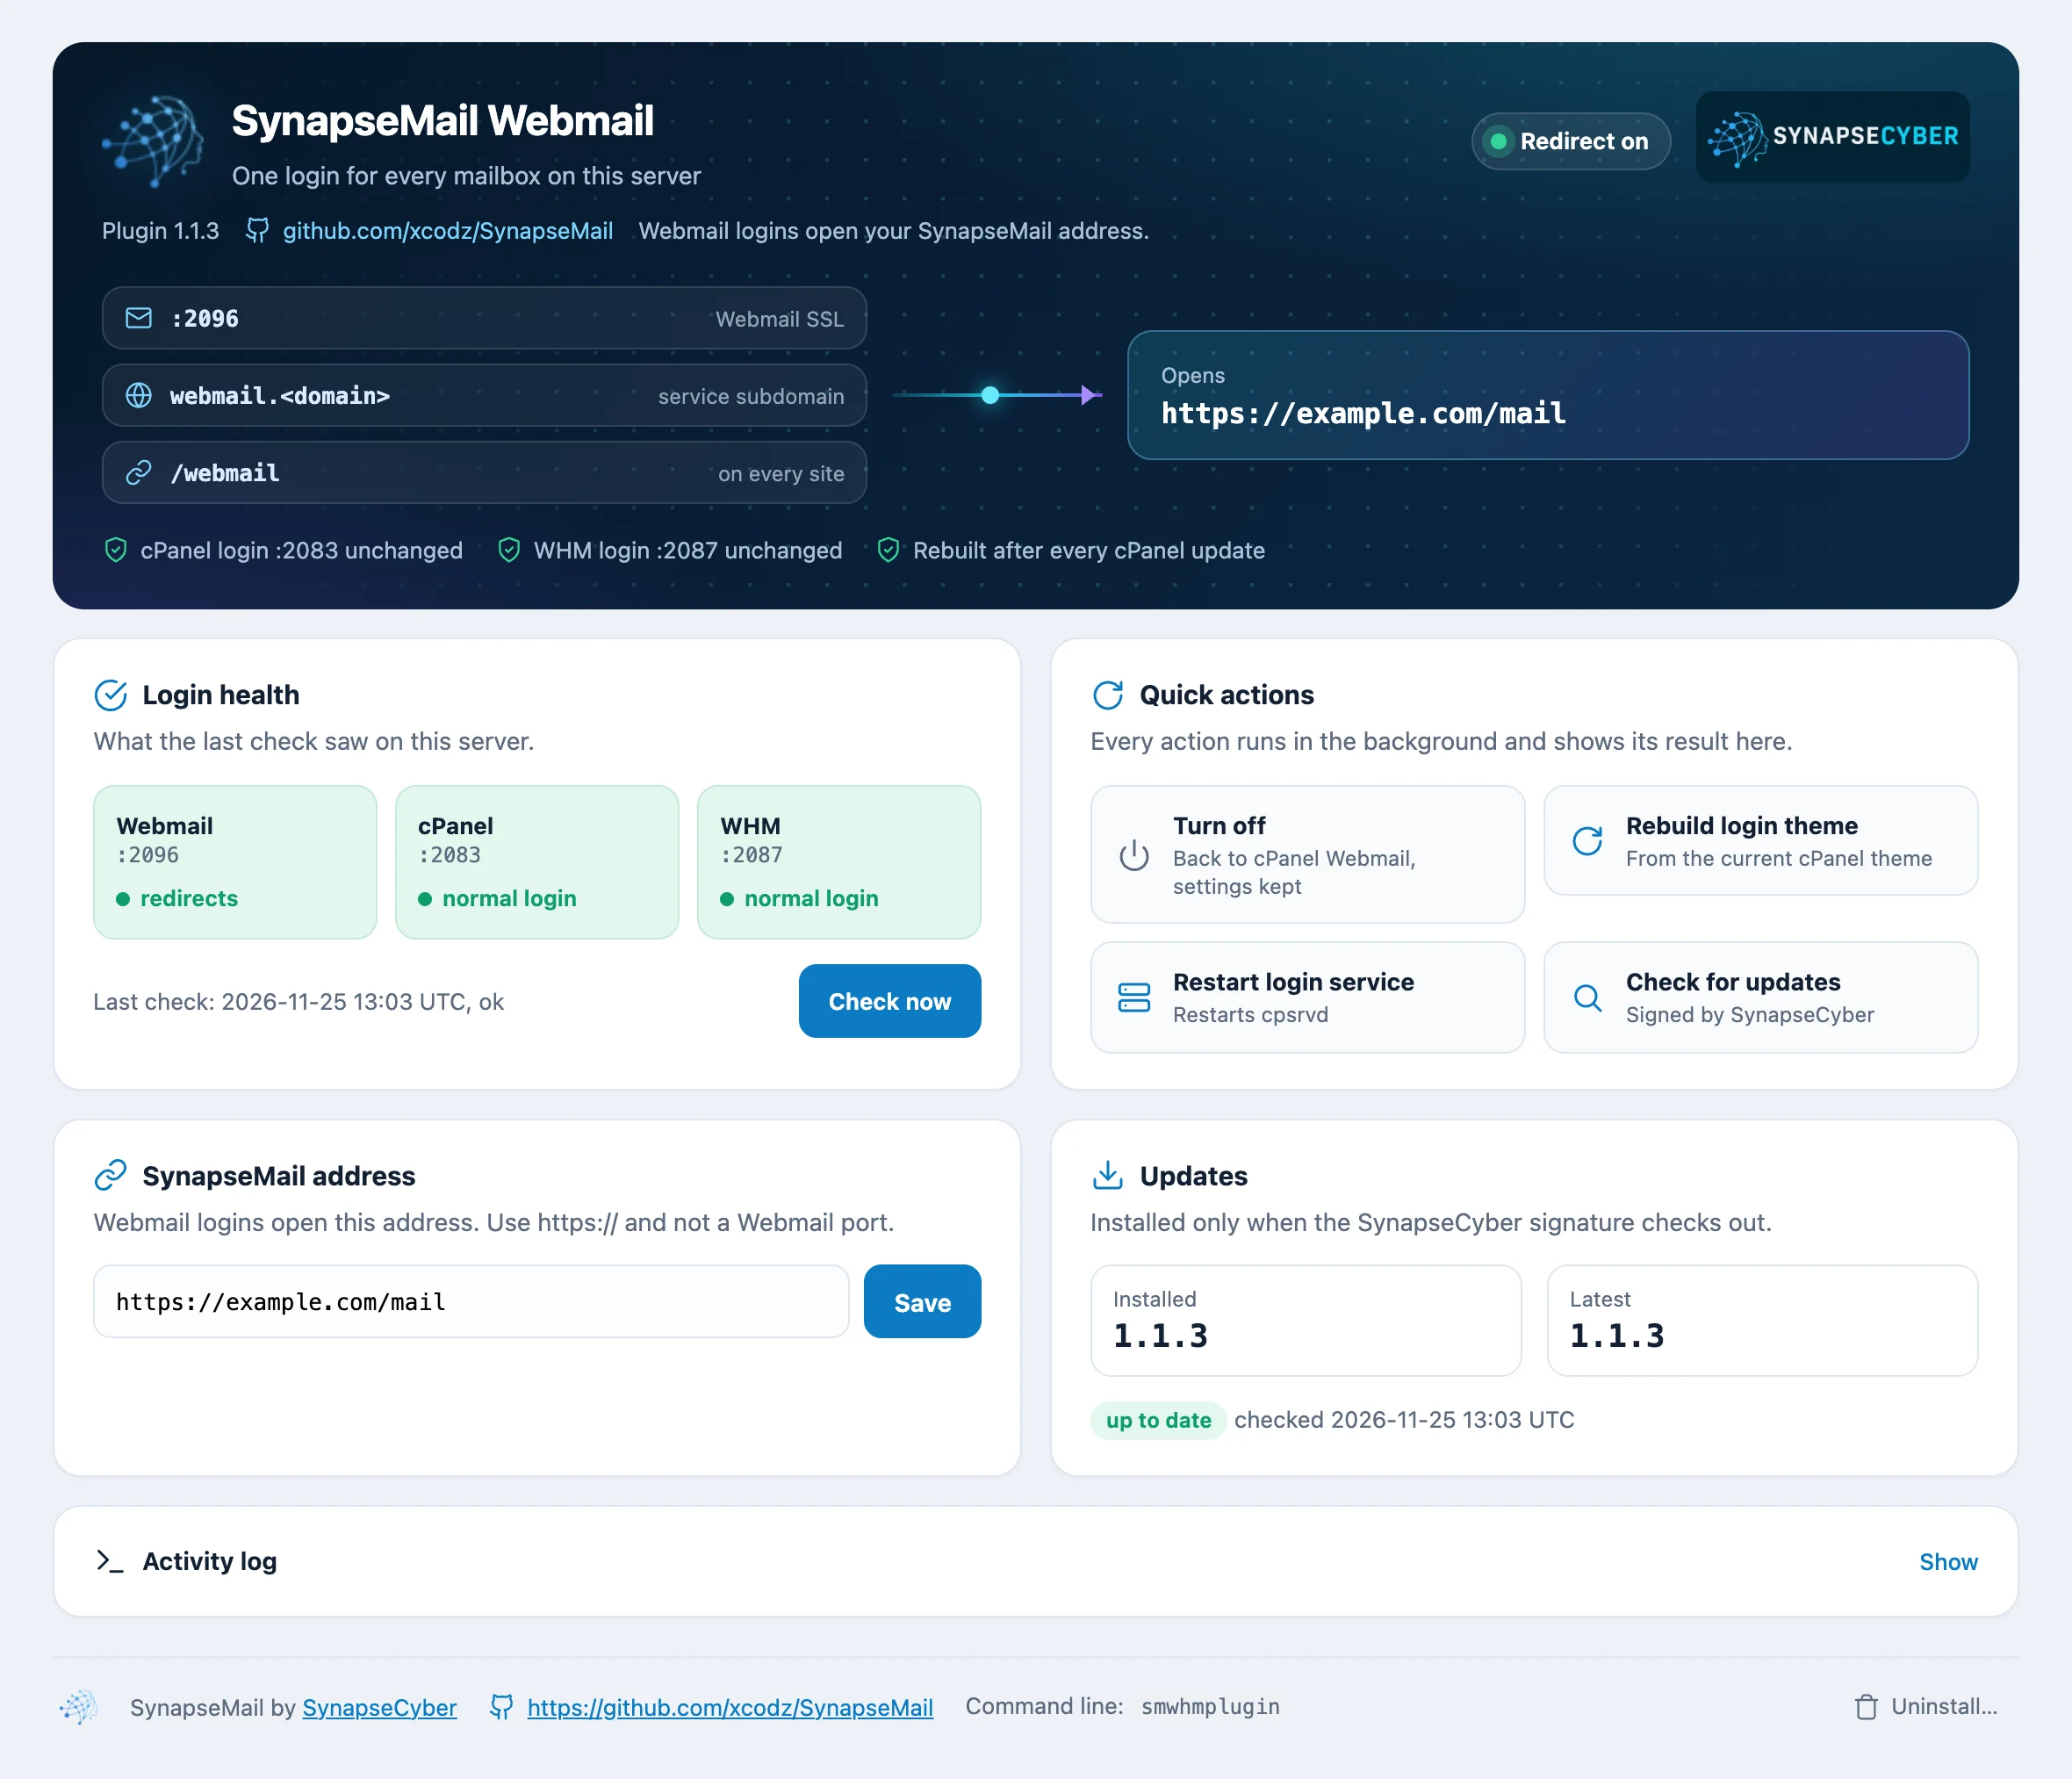 SynapseMail Webmail
One login for every mailbox on this server
Redirect on
SYNAPSECYBER
Plugin 1.1.3 github.com/xcodz/SynapseMail Webmail logins open your SynapseMail address.
:2096 Webmail SSL
webmail.<domain> service subdomain
/webmail on every site
Opens
https://example.com/mail
cPanel login :2083 unchanged WHM login :2087 unchanged Rebuilt after every cPanel update
Login health
What the last check saw on this server.
Webmail
:2096
redirects
cPanel
:2083
normal login
WHM
:2087
normal login
Last check: 2026-11-25 13:03 UTC, ok
Check now
Quick actions
Every action runs in the background and shows its result here.
Turn off
Back to cPanel Webmail,
settings kept
Rebuild login theme
From the current cPanel theme
Restart login service
Restarts cpsrvd
Check for updates
Signed by SynapseCyber
SynapseMail address
Webmail logins open this address. Use https:// and not a Webmail port.
https://example.com/mail
Save
Updates
Installed only when the SynapseCyber signature checks out.
Installed
1.1.3
Latest
1.1.3
up to date checked 2026-11-25 13:03 UTC
Activity log
Show
SynapseMail by SynapseCyber https://github.com/xcodz/SynapseMail Command line: smwhmplugin
Uninstall...